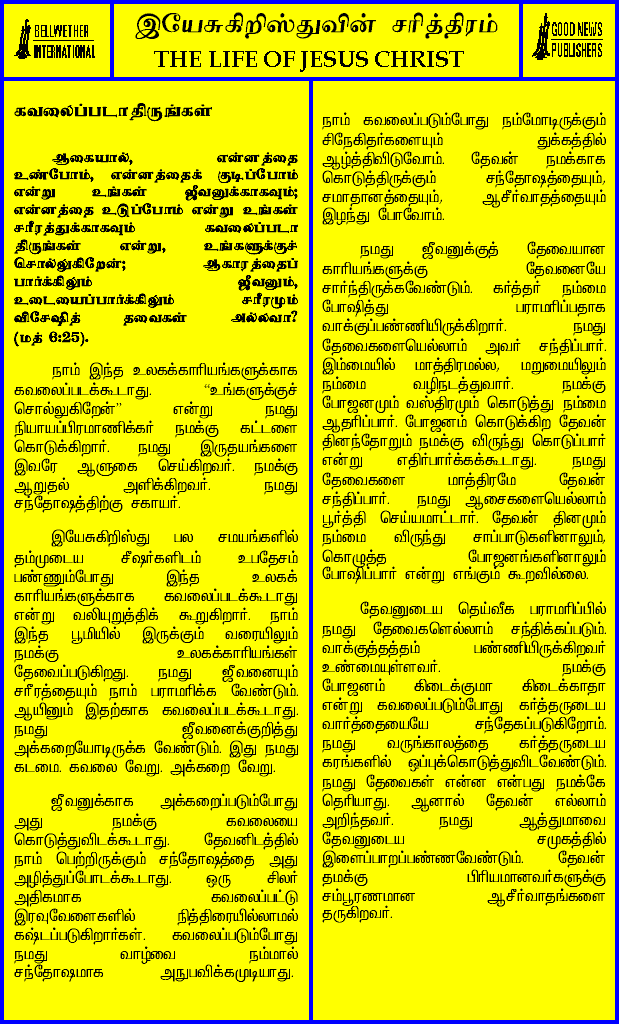 BELLWETHER
INTERNATIONAL
இயேசுகிறிஸ்துவின் சரித்திரம்
THE LIFE OF JESUS CHRIST
GOOD NEWS
PUBLISHERS
கவலைப்படாதிருங்கள்
ஆகையால், என்னத்தை
உண்போம், என்னத்தைக் குடிப்போம்
என்று உங்கள் ஜீவனுக்காகவும்;
என்னத்தை உடுப்போம் என்று உங்கள்
சரீரத்துக்காகவும் கவலைப்படா
திருங்கள் என்று, உங்களுக்குச்
சொல்லுகிறேன்; ஆகாரத்தைப்
பார்க்கிலும் ஜீவனும்,
உடையைப்பார்க்கிலும் சரீரமும்
விசேஷித் தவைகள் அல்லவா?
(மத் 6:25).
நாம் இந்த உலகக்காரியங்களுக்காக
கவலைப்படக்கூடாது. “உங்களுக்குச்
சொல்லுகிறேன்” என்று நமது
நியாயப்பிரமாணிக்கர் நமக்கு கட்டளை
கொடுக்கிறார். நமது இருதயங்களை
இவரே ஆளுகை செய்கிறவர். நமக்கு
ஆறுதல் அளிக்கிறவர். நமது
சந்தோஷத்திற்கு சகாயர்.
இயேசுகிறிஸ்து பல சமயங்களில்
தம்முடைய சீஷர்களிடம் உபதேசம்
பண்ணும்போது இந்த உலகக்
காரியங்களுக்காக கவலைப்படக்கூடாது
என்று வலியுறுத்திக் கூறுகிறார். நாம்
இந்த பூமியில் இருக்கும் வரையிலும்
நமக்கு உலகக்காரியங்கள்
தேவைப்படுகிறது. நமது ஜீவனையும்
சரீரத்தையும் நாம் பராமரிக்க வேண்டும்.
ஆயினும் இதற்காக கவலைப்படக்கூடாது.
நமது ஜீவனைக்குறித்து
அக்கறையோடிருக்க வேண்டும். இது நமது
கடமை. கவலை வேறு. அக்கறை வேறு.
ஜீவனுக்காக அக்கறைப்படும்போது
அது நமக்கு கவலையை
கொடுத்துவிடக்கூடாது. தேவனிடத்தில்
நாம் பெற்றிருக்கும் சந்தோஷத்தை அது
அழித்துப்போடக்கூடாது. ஒரு சிலர்
அதிகமாக கவலைப்பட்டு
இரவுவேளைகளில் நித்திரையில்லாமல்
கஷ்டப்படுகிறார்கள். கவலைப்படும்போது
நமது வாழ்வை நம்மால்
சந்தோஷமாக அநுபவிக்கமுடியாது.
நாம் கவலைப்படும்போது நம்மோடிருக்கும்
சிநேகிதர்களையும் துக்கத்தில்
ஆழ்த்திவிடுவோம். தேவன் நமக்காக
கொடுத்திருக்கும் சந்தோஷத்தையும்,
சமாதானத்தையும், ஆசீர்வாதத்தையும்
இழந்து போவோம்.
நமது ஜீவனுக்குத் தேவையான
காரியங்களுக்கு தேவனையே
சார்ந்திருக்கவேண்டும். கர்த்தர் நம்மை
போஷித்து பராமரிப்பதாக
வாக்குப்பண்ணியிருக்கிறார். நமது
தேவைகளையெல்லாம் அவர் சந்திப்பார்.
இம்மையில் மாத்திரமல்ல, மறுமையிலும்
நம்மை வழிநடத்துவார். நமக்கு
போஜனமும் வஸ்திரமும் கொடுத்து நம்மை
ஆதரிப்பார். போஜனம் கொடுக்கிற தேவன்
தினந்தோறும் நமக்கு விருந்து கொடுப்பார்
என்று எதிர்பார்க்கக்கூடாது. நமது
தேவைகளை மாத்திரமே தேவன்
சந்திப்பார். நமது ஆசைகளையெல்லாம்
பூர்த்தி செய்யமாட்டார். தேவன் தினமும்
நம்மை விருந்து சாப்பாடுகளினாலும்,
கொழுத்த போஜனங்களினாலும்
போஷிப்பார் என்று எங்கும் கூறவில்லை.
தேவனுடைய தெய்வீக பராமரிப்பில்
நமது தேவைகளெல்லாம் சந்திக்கப்படும்.
வாக்குத்தத்தம் பண்ணியிருக்கிறவர்
உண்மையுள்ளவர். நமக்கு
போஜனம் கிடைக்குமா கிடைக்காதா
என்று கவலைப்படும்போது கர்த்தருடைய
வார்த்தையையே சந்தேகப்படுகிறோம்.
நமது வருங்காலத்தை கர்த்தருடைய
கரங்களில் ஒப்புக்கொடுத்துவிடவேண்டும்.
நமது தேவைகள் என்ன என்பது நமக்கே
தெரியாது. ஆனால் தேவன் எல்லாம்
அறிந்தவர். நமது ஆத்துமாவை
தேவனுடைய சமுகத்தில்
இளைப்பாறப்பண்ணவேண்டும். தேவன்
தமக்கு பிரியமானவர்களுக்கு
சம்பூரணமான ஆசீர்வாதங்களை
தருகிறவர்.